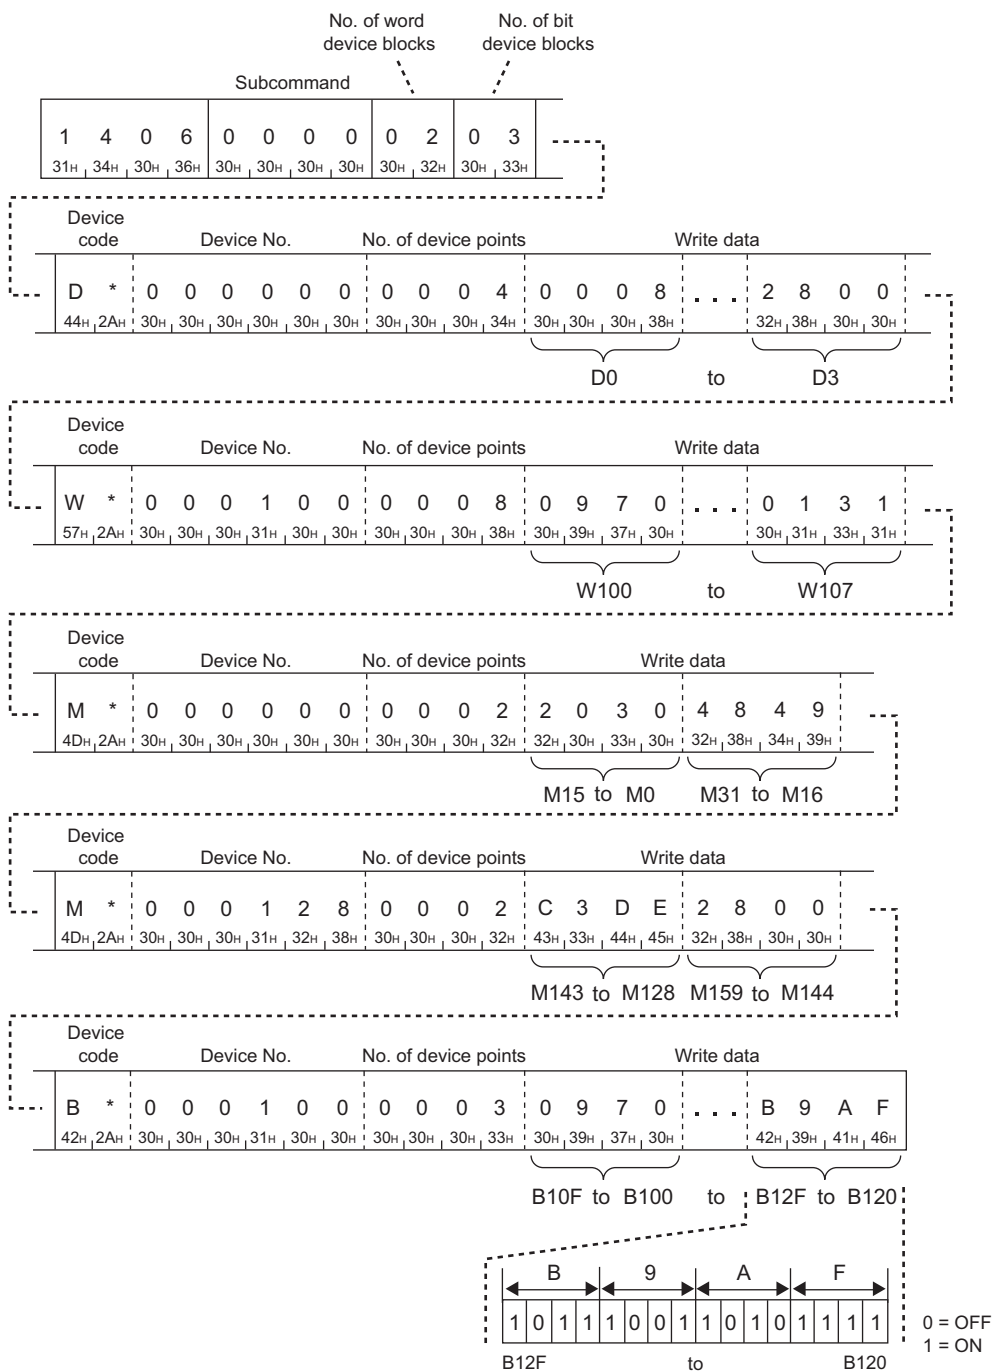 No. of word
device blocks
No. of bit
device blocks
Subcommand
1 4 0 6 0 0 0 0 0 2 0 3
31H 34H 30H 36H 30H 30H 30H 30H 30H 32H 30H 33H
Device
code Device No. No. of device points Write data
D * 0 0 0 0 0 0 0 0 0 4 0 0 0 8 . . . 2 8 0 0
44H 2AH 30H 30H 30H 30H 30H 30H 30H 30H 30H 34H 30H 30H 30H 38H 32H 38H 30H 30H
D0 to D3
Device
code Device No. No. of device points Write data
W * 0 0 0 1 0 0 0 0 0 8 0 9 7 0 . . . 0 1 3 1
57H 2AH 30H 30H 30H 31H 30H 30H 30H 30H 30H 38H 30H 39H 37H 30H 30H 31H 33H 31H
W100 to W107
Device
code Device No. No. of device points Write data
M * 0 0 0 0 0 0 0 0 0 2 2 0 3 0 4 8 4 9
4DH 2AH 30H 30H 30H 30H 30H 30H 30H 30H 30H 32H 32H 30H 33H 30H 32H 38H 34H 39H
M15 to M0 M31 to M16
Device
code Device No. No. of device points Write data
M * 0 0 0 1 2 8 0 0 0 2 C 3 D E 2 8 0 0
4DH 2AH 30H 30H 30H 31H 32H 38H 30H 30H 30H 32H 43H 33H 44H 45H 32H 38H 30H 30H
M143 to M128 M159 to M144
Device
code Device No. No. of device points Write data
B * 0 0 0 1 0 0 0 0 0 3 0 9 7 0 . . . B 9 A F
42H 2AH 30H 30H 30H 31H 30H 30H 30H 30H 30H 33H 30H 39H 37H 30H 42H 39H 41H 46H
B10F to B100 to B12F to B120
B 9 A F
1 0 1 1 1 0 0 1 1 0 1 0 1 1 1 1
0 = OFF
1 = ON
B12F to B120